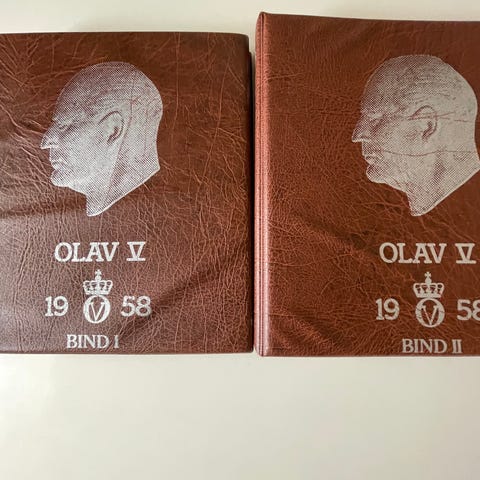 OLAV V
19 V 58
BIND I
OLAV V
19 V 58
BIND II